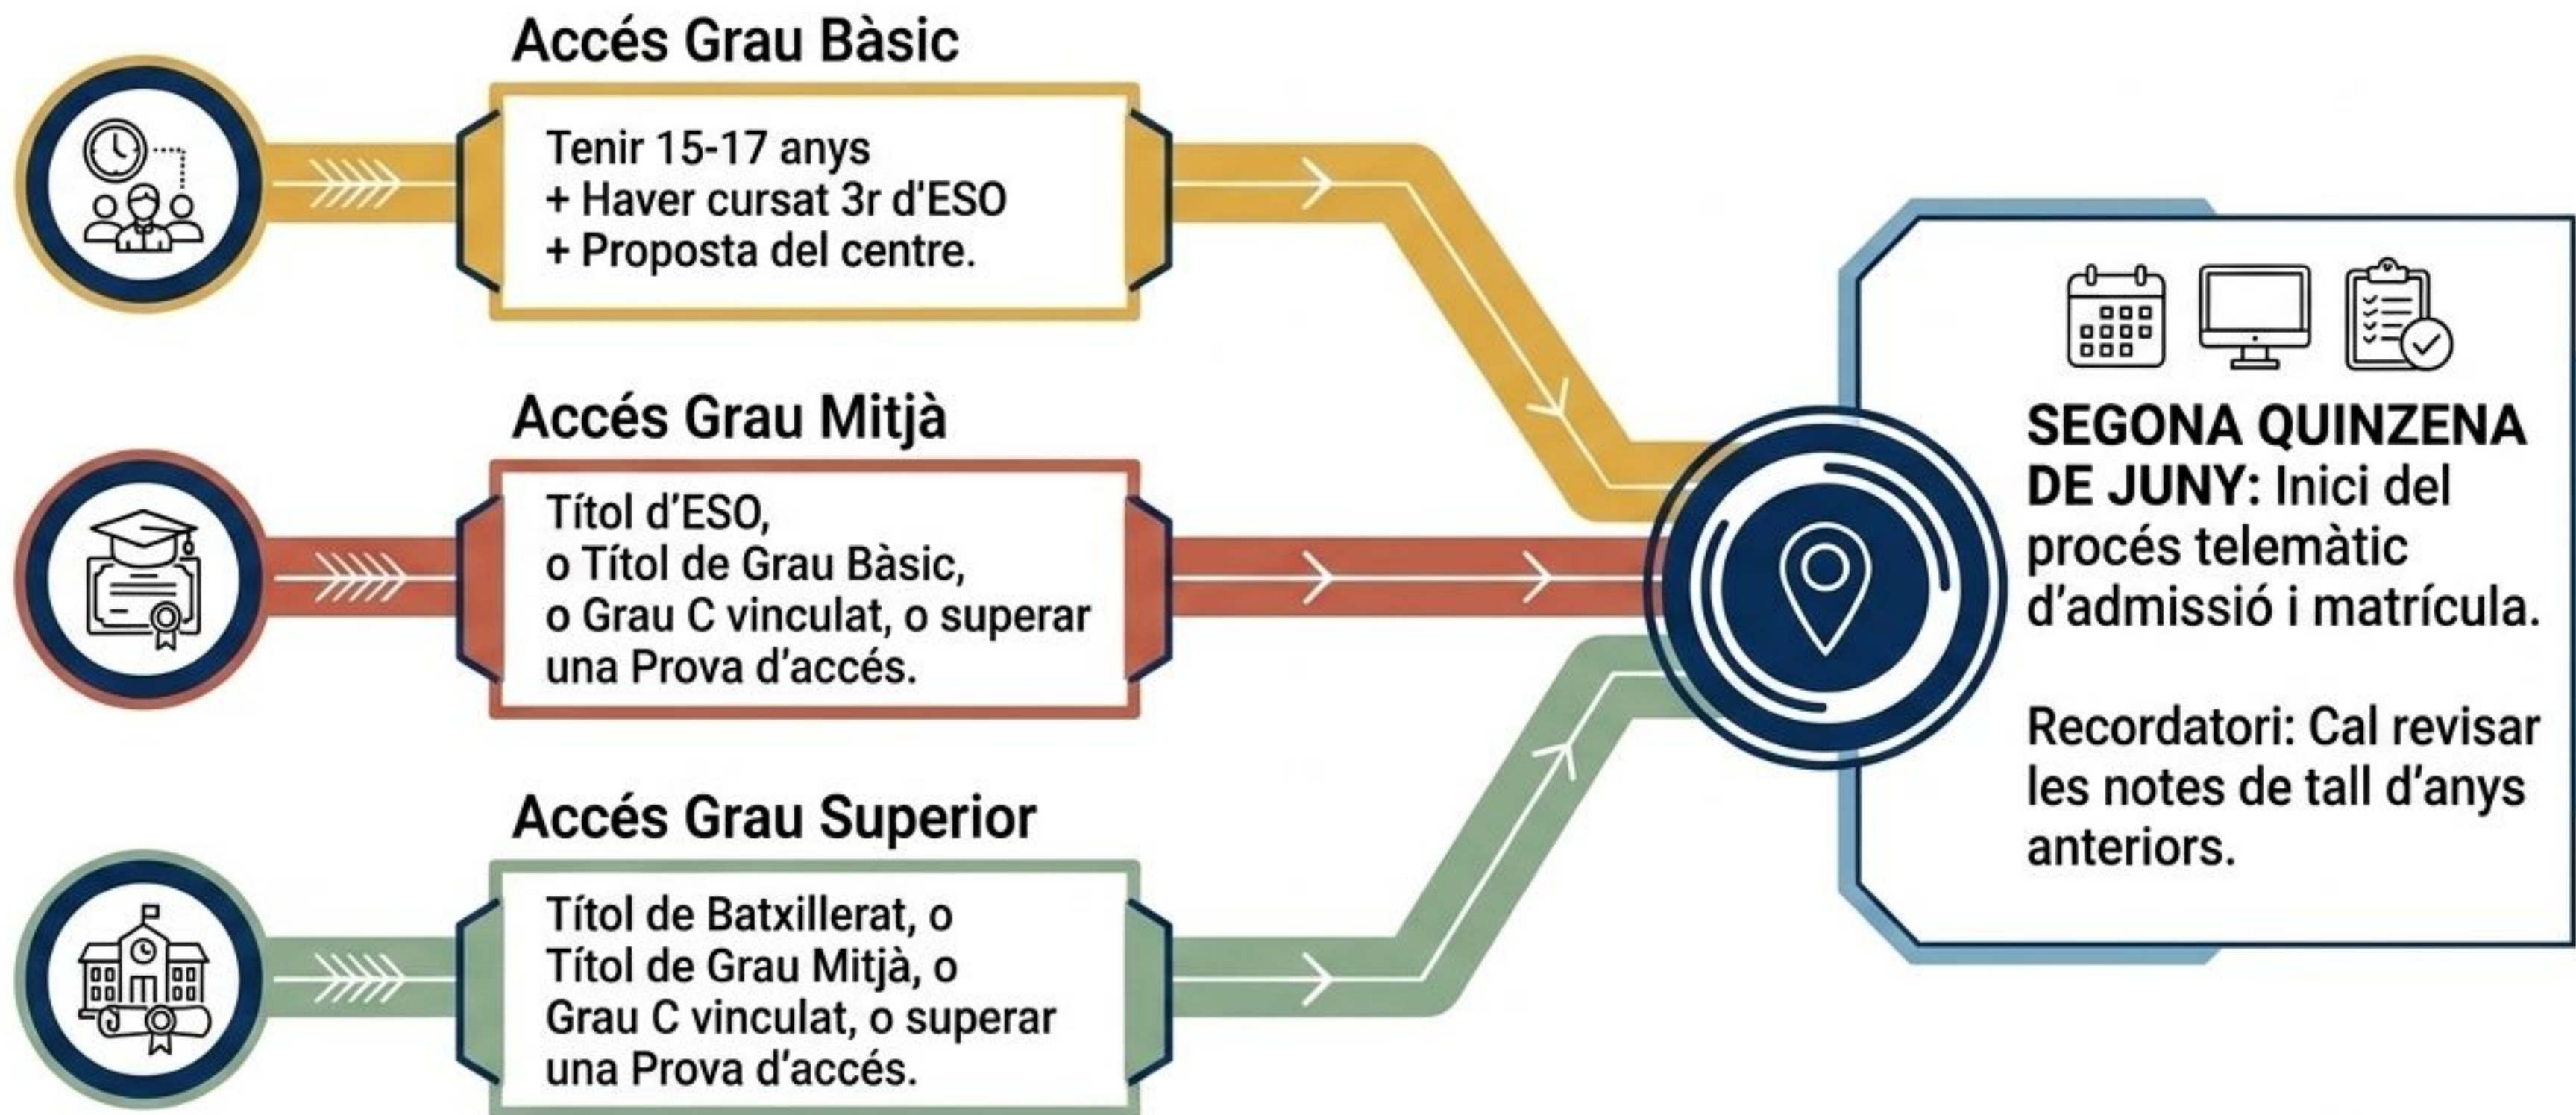 Accés Grau Bàsic
Tenir 15-17 anys
+ Haver cursat 3r d'ESO
+ Proposta del centre.
Accés Grau Mitjà
Títol d'ESO,
o Títol de Grau Bàsic,
o Grau C vinculat, o superar
una Prova d'accés.
Accés Grau Superior
Títol de Batxillerat, o
Títol de Grau Mitjà, o
Grau C vinculat, o superar
una Prova d'accés.
SEGONA QUINZENA
DE JUNY: Inici del
procés telemàtic
d'admissió i matrícula.
Recordatori: Cal revisar
les notes de tall d'anys
anteriors.